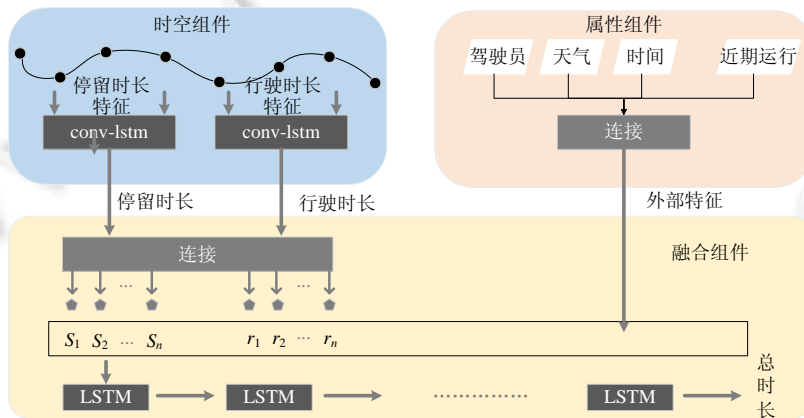 时空组件
停留时长
特征
行驶时长
特征
conv-lstm
conv-lstm
停留时长
行驶时长
属性组件
驾驶员
天气
时间
近期运行
连接
外部特征
融合组件
连接
... ...
S₁ S₂ ... Sₙ r₁ r₂ ... rₙ
LSTM LSTM ............... LSTM
总时长